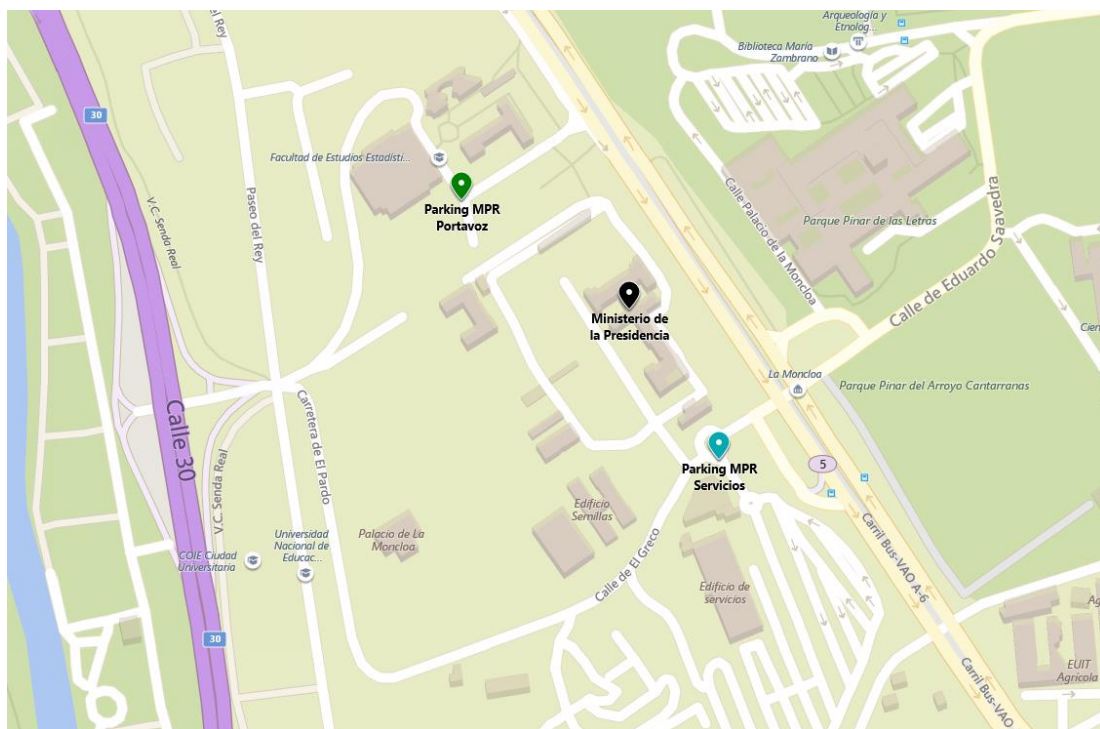 Arqueología y
Etnolog...
Biblioteca Maria
Zambrano
30
Facultad de Estudios Estadísti...
Parking MPR
Portavoz
V.C. Senda Real
Paseo del Rey
Calle Palacio de la Moncloa
Parque Pinar de las Letras
Calle de Eduardo Saavedra
Ministerio de
la Presidencia
Cien
La Moncloa
Parque Pinar del Arroyo Cantarranas
Calle 30
Carretera de El Pardo
Parking MPR
Servicios
5
V.C. Senda Real
Edificio
Semillas
Palacio de La
Moncloa
Universidad
Nacional de
Educac...
COIE Ciudad
Universitaria
Calle de El Greco
Edificio de
servicios
Carril Bus-VAO A-6
30
Carril Bus-VAO
Ag
EUIT
Agrícola